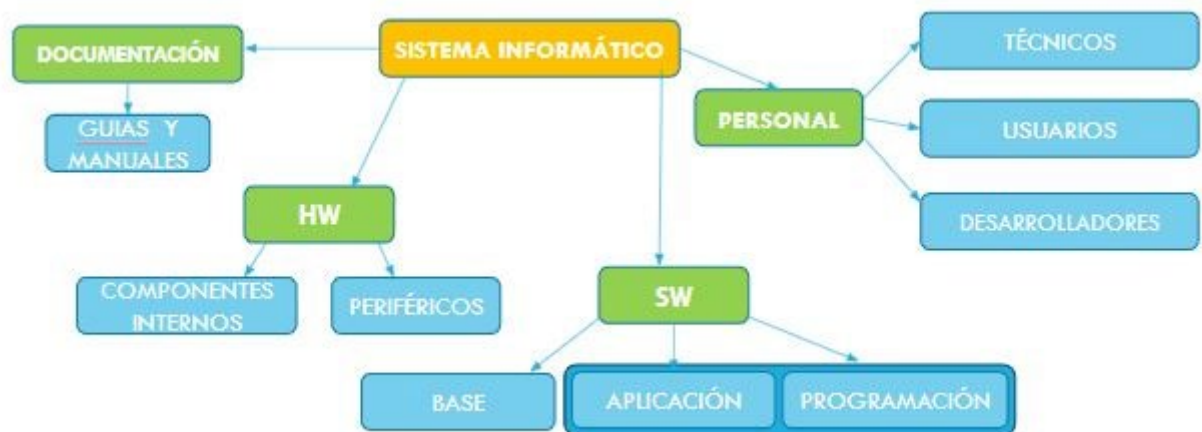 SISTEMA INFORMÁTICO
DOCUMENTACIÓN
GUIAS Y
MANUALES
HW
COMPONENTES
INTERNOS
PERIFÉRICOS
SW
BASE
APLICACIÓN
PROGRAMACIÓN
PERSONAL
TÉCNICOS
USUARIOS
DESARROLLADORES